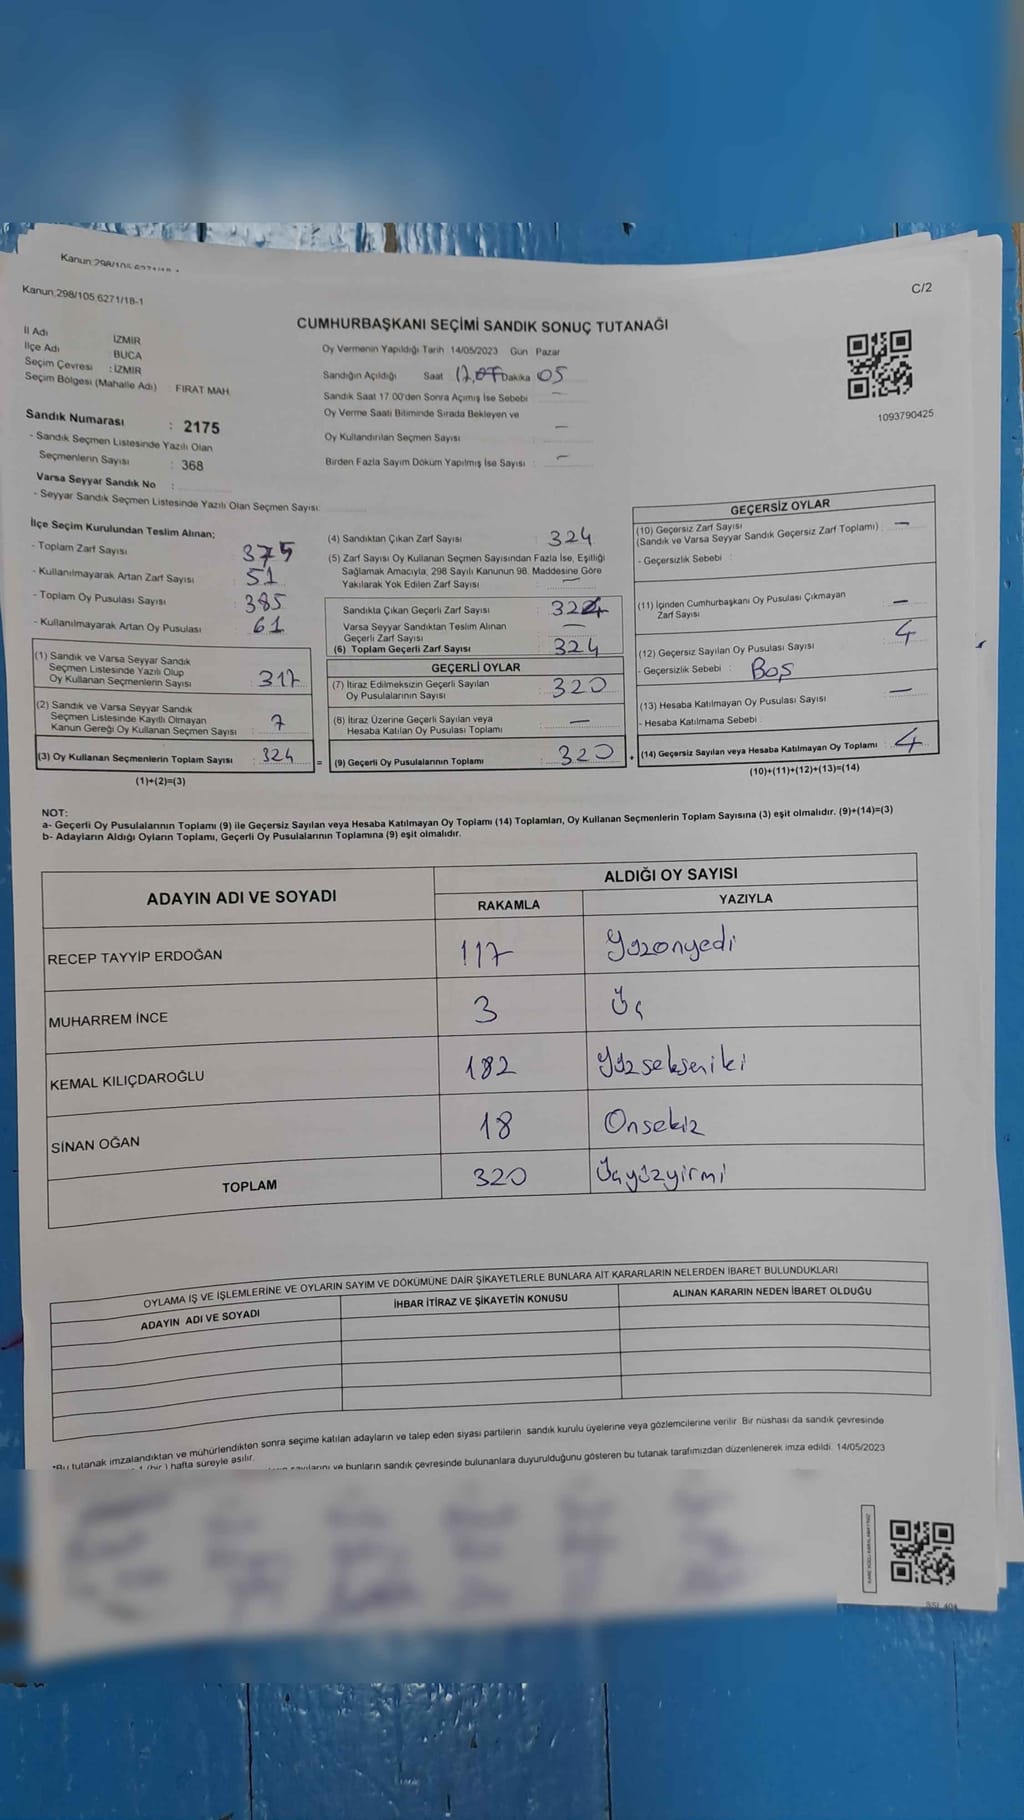 Kanun:298/105
Kanun:298/105 6271/18-1
C/2
CUMHURBAŞKANI SEÇİMİ SANDIK SONUÇ TUTANAĞI
İl Adı İZMİR
İlçe Adı BUCA
Seçim Çevresi : İZMİR
Seçim Bölgesi (Mahalle Adı) : FIRAT MAH.
Sandık Numarası : 2175
- Sandık Seçmen Listesinde Yazılı Olan
Seçmenlerin Sayısı : 368
Varsa Seyyar Sandık No :
- Seyyar Sandık Seçmen Listesinde Yazılı Olan Seçmen Sayısı:
Oy Vermenin Yapıldığı Tarih 14/05/2023 Gün Pazar
Sandığın Açıldığı Saat Dakika 05
Sandık Saat 17.00'den Sonra Açımış İse Sebebi : —
Oy Verme Saati Bitiminde Sırada Bekleyen ve
Oy Kullandırılan Seçmen Sayısı : —
Birden Fazla Sayım Döküm Yapılmış İse Sayısı : —
1093790425
İlçe Seçim Kurulundan Teslim Alınan;
- Toplam Zarf Sayısı : 375
- Kullanılmayarak Artan Zarf Sayısı : 51
- Toplam Oy Pusulası Sayısı : 385
- Kullanılmayarak Artan Oy Pusulası : 61
(1) Sandık ve Varsa Seyyar Sandık
Seçmen Listesinde Yazılı Olup
Oy Kullanan Seçmenlerin Sayısı : 317
(2) Sandık ve Varsa Seyyar Sandık
Seçmen Listesinde Kayıtlı Olmayan
Kanun Gereği Oy Kullanan Seçmen Sayısı : 7
(3) Oy Kullanan Seçmenlerin Toplam Sayısı : 324
(1)+(2)=(3)
(4) Sandıktan Çıkan Zarf Sayısı : 324
(5) Zarf Sayısı Oy Kullanan Seçmen Sayısından Fazla İse, Eşitliği
Sağlamak Amacıyla, 298 Sayılı Kanunun 98. Maddesine Göre
Yakılarak Yok Edilen Zarf Sayısı : —
Sandıkta Çıkan Geçerli Zarf Sayısı : 324
Varsa Seyyar Sandıktan Teslim Alınan
Geçerli Zarf Sayısı : —
(6) Toplam Geçerli Zarf Sayısı : 324
GEÇERLİ OYLAR
(7) İtiraz Edilmeksizin Geçerli Sayılan
Oy Pusulalarının Sayısı : 320
(8) İtiraz Üzerine Geçerli Sayılan veya
Hesaba Katılan Oy Pusulası Toplamı : —
= (9) Geçerli Oy Pusulalarının Toplamı : 320
GEÇERSİZ OYLAR
(10) Geçersiz Zarf Sayısı
(Sandık ve Varsa Seyyar Sandık Geçersiz Zarf Toplamı) : —
- Geçersizlik Sebebi :
(11) İçinden Cumhurbaşkanı Oy Pusulası Çıkmayan
Zarf Sayısı : —
(12) Geçersiz Sayılan Oy Pusulası Sayısı : 4
- Geçersizlik Sebebi : Boş
(13) Hesaba Katılmayan Oy Pusulası Sayısı : —
- Hesaba Katılmama Sebebi :
+ (14) Geçersiz Sayılan veya Hesaba Katılmayan Oy Toplamı : 4
(10)+(11)+(12)+(13)=(14)
NOT:
a- Geçerli Oy Pusulalarının Toplamı (9) ile Geçersiz Sayılan veya Hesaba Katılmayan Oy Toplamı (14) Toplamları, Oy Kullanan Seçmenlerin Toplam Sayısına (3) eşit olmalıdır. (9)+(14)=(3)
b- Adayların Aldığı Oyların Toplamı, Geçerli Oy Pusulalarının Toplamına (9) eşit olmalıdır.
ADAYIN ADI VE SOYADI ALDIĞI OY SAYISI
RAKAMLA YAZIYLA
RECEP TAYYİP ERDOĞAN 117 Yüzonyedi
MUHARREM İNCE 3 Üç
KEMAL KILIÇDAROĞLU 182 Yüzsekseniki
SİNAN OĞAN 18 Onsekiz
TOPLAM 320 Üçyüzyirmi
OYLAMA İŞ VE İŞLEMLERİNE VE OYLARIN SAYIM VE DÖKÜMÜNE DAİR ŞİKAYETLERLE BUNLARA AİT KARARLARIN NELERDEN İBARET BULUNDUKLARI
ADAYIN ADI VE SOYADI İHBAR İTİRAZ VE ŞİKAYETİN KONUSU ALINAN KARARIN NEDEN İBARET OLDUĞU
*Bu tutanak imzalandıktan ve mühürlendikten sonra seçime katılan adayların ve talep eden siyasi partilerin sandık kurulu üyelerine veya gözlemcilerine verilir. Bir nüshası da sandık çevresinde
1 (bir) hafta süreyle asılır.
ve bunların sandık çevresinde bulunanlara duyurulduğunu gösteren bu tutanak tarafımızdan düzenlenerek imza edildi. 14/05/2023